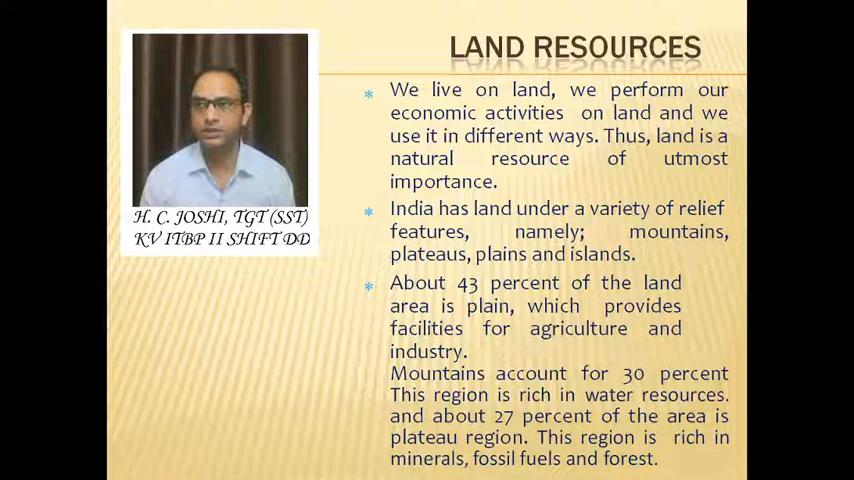 LAND RESOURCES
We live on land, we perform our
economic activities on land and we
use it in different ways. Thus, land is a
natural resource of utmost
importance.
India has land under a variety of relief
features, namely; mountains,
plateaus, plains and islands.
About 43 percent of the land
area is plain, which provides
facilities for agriculture and
industry.
Mountains account for 30 percent
This region is rich in water resources.
and about 27 percent of the area is
plateau region. This region is rich in
minerals, fossil fuels and forest.
H. C. JOSHI, TGT (SST)
KV ITBP II SHIFT DD